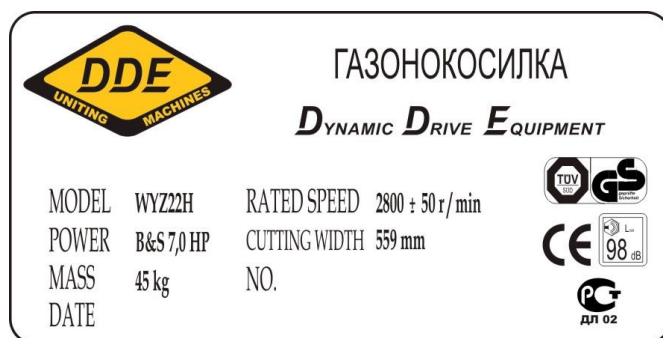 DDE
UNITING MACHINES
ГАЗОНОКОСИЛКА
DYNAMIC DRIVE EQUIPMENT
MODEL WYZ22H RATED SPEED 2800 ± 50 r/min
POWER B&S 7,0 HP CUTTING WIDTH 559 mm
MASS 45 kg NO.
DATE
TÜV
SÜD
GS
geprüfte
Sicherheit
CE
LWA
98 dB
РСТ
ДЛ 02